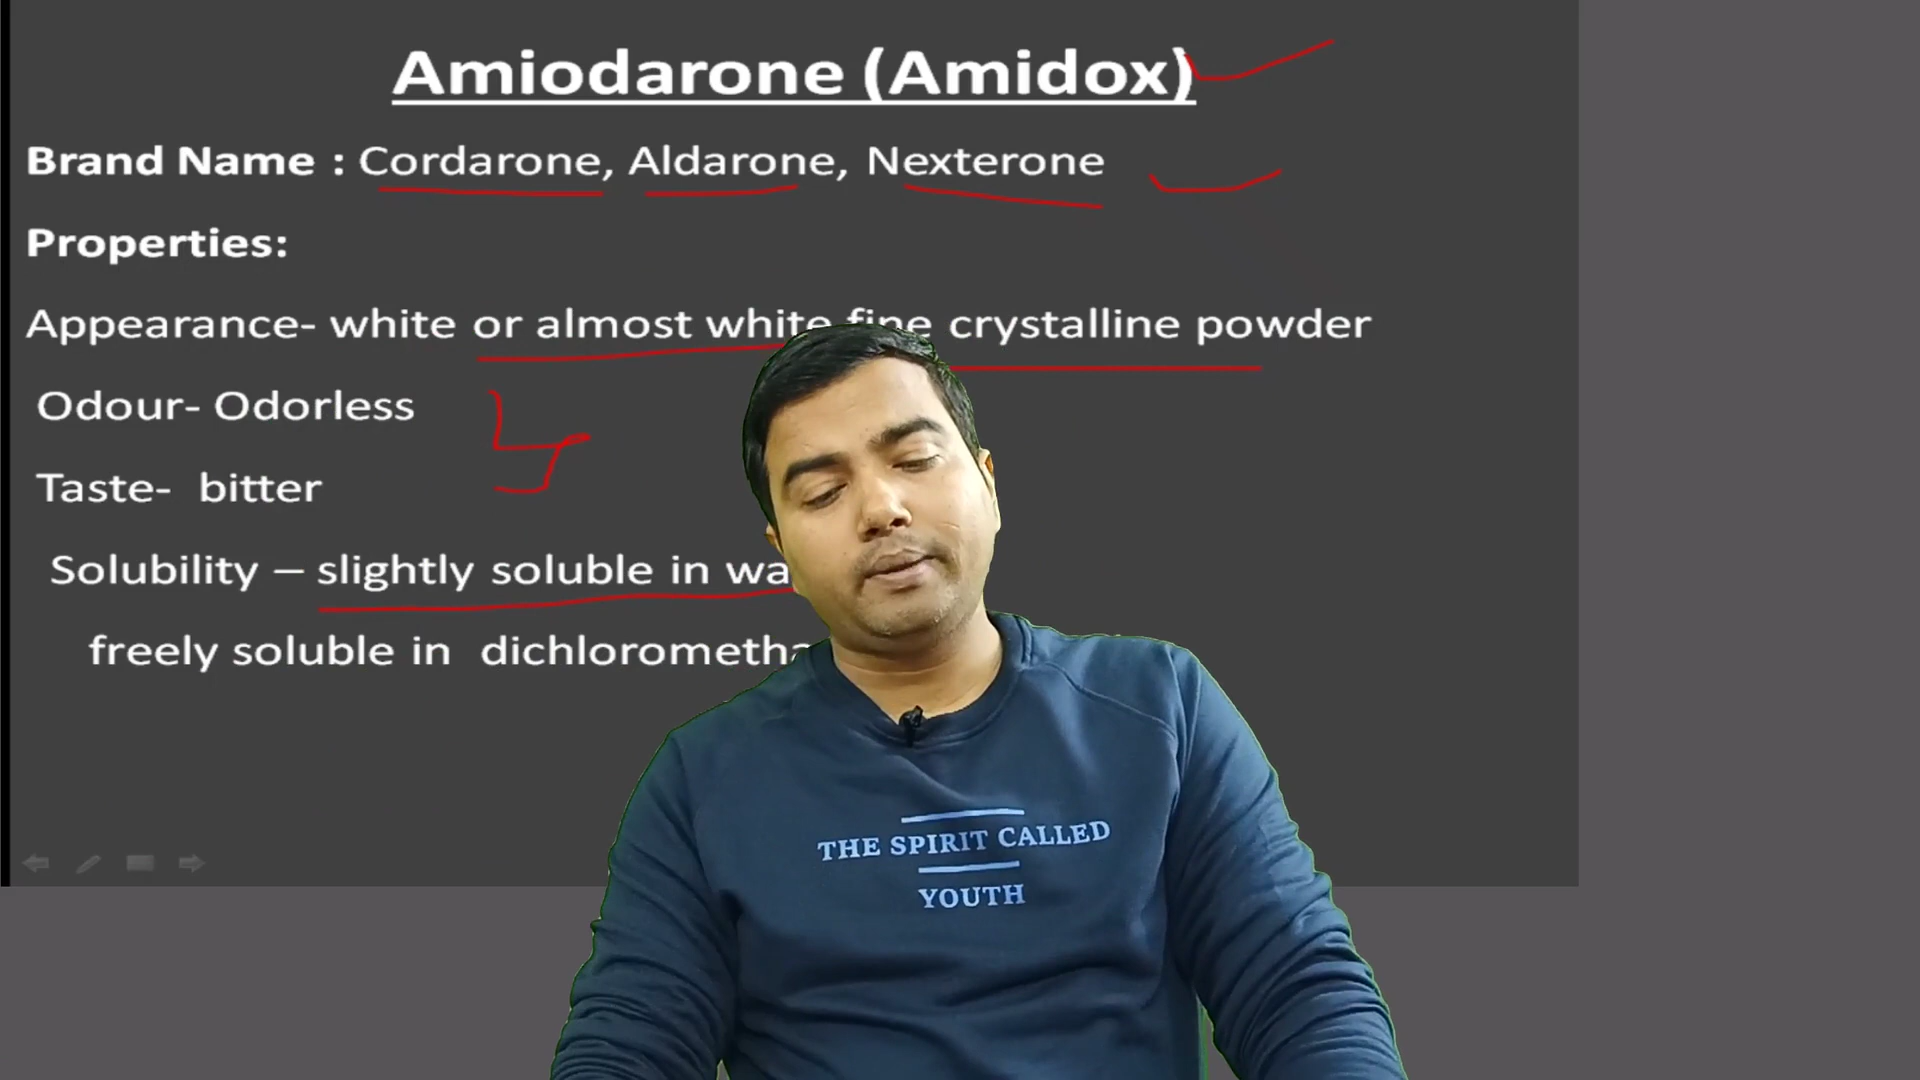 Amiodarone (Amidox)
Brand Name : Cordarone, Aldarone, Nexterone
Properties:
Appearance- white or almost white fine crystalline powder
Odour- Odorless
Taste- bitter
Solubility – slightly soluble in
freely soluble in
THE SPIRIT CALLED
YOUTH